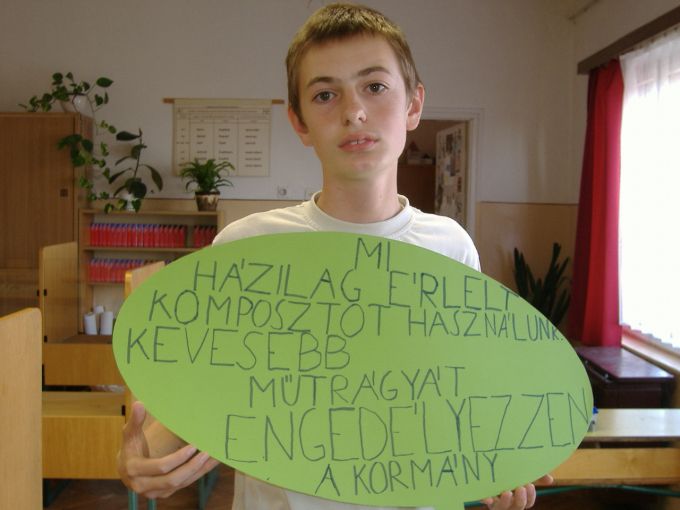 MI
HÁZILAG ÉRLELT
KOMPOSZTOT HASZNÁLUNK.
KEVESEBB
MŰTRÁGYÁT
ENGEDÉLYEZZEN
A KORMÁNY